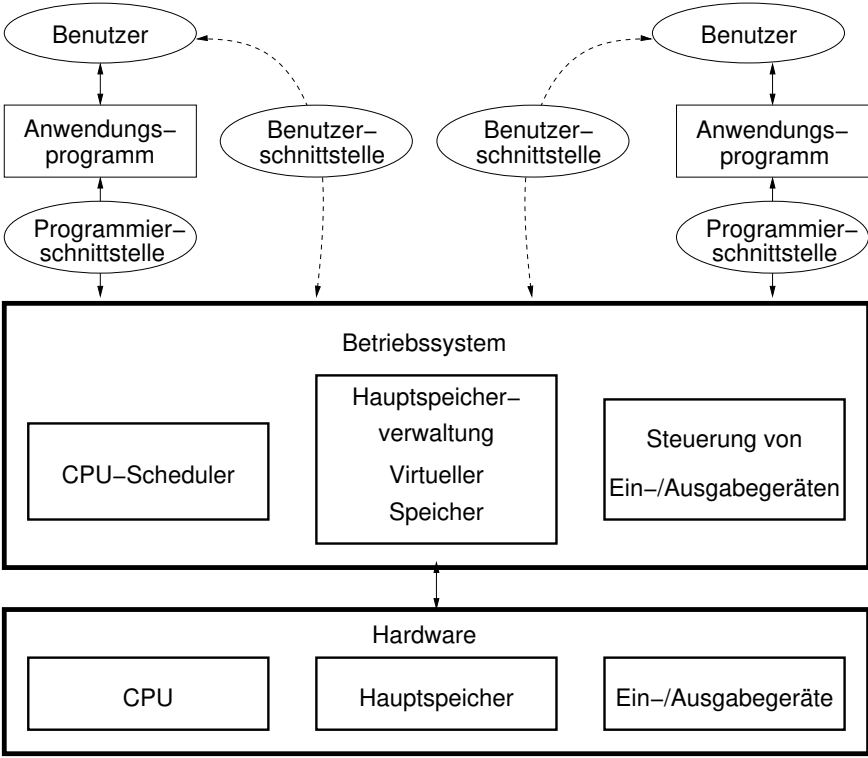 Benutzer
Benutzer
Anwendungs−
programm
Benutzer−
schnittstelle
Benutzer−
schnittstelle
Anwendungs−
programm
Programmier−
schnittstelle
Programmier−
schnittstelle
Betriebssystem
CPU−Scheduler
Hauptspeicher−
verwaltung
Virtueller
Speicher
Steuerung von
Ein−/Ausgabegeräten
Hardware
CPU
Hauptspeicher
Ein−/Ausgabegeräte